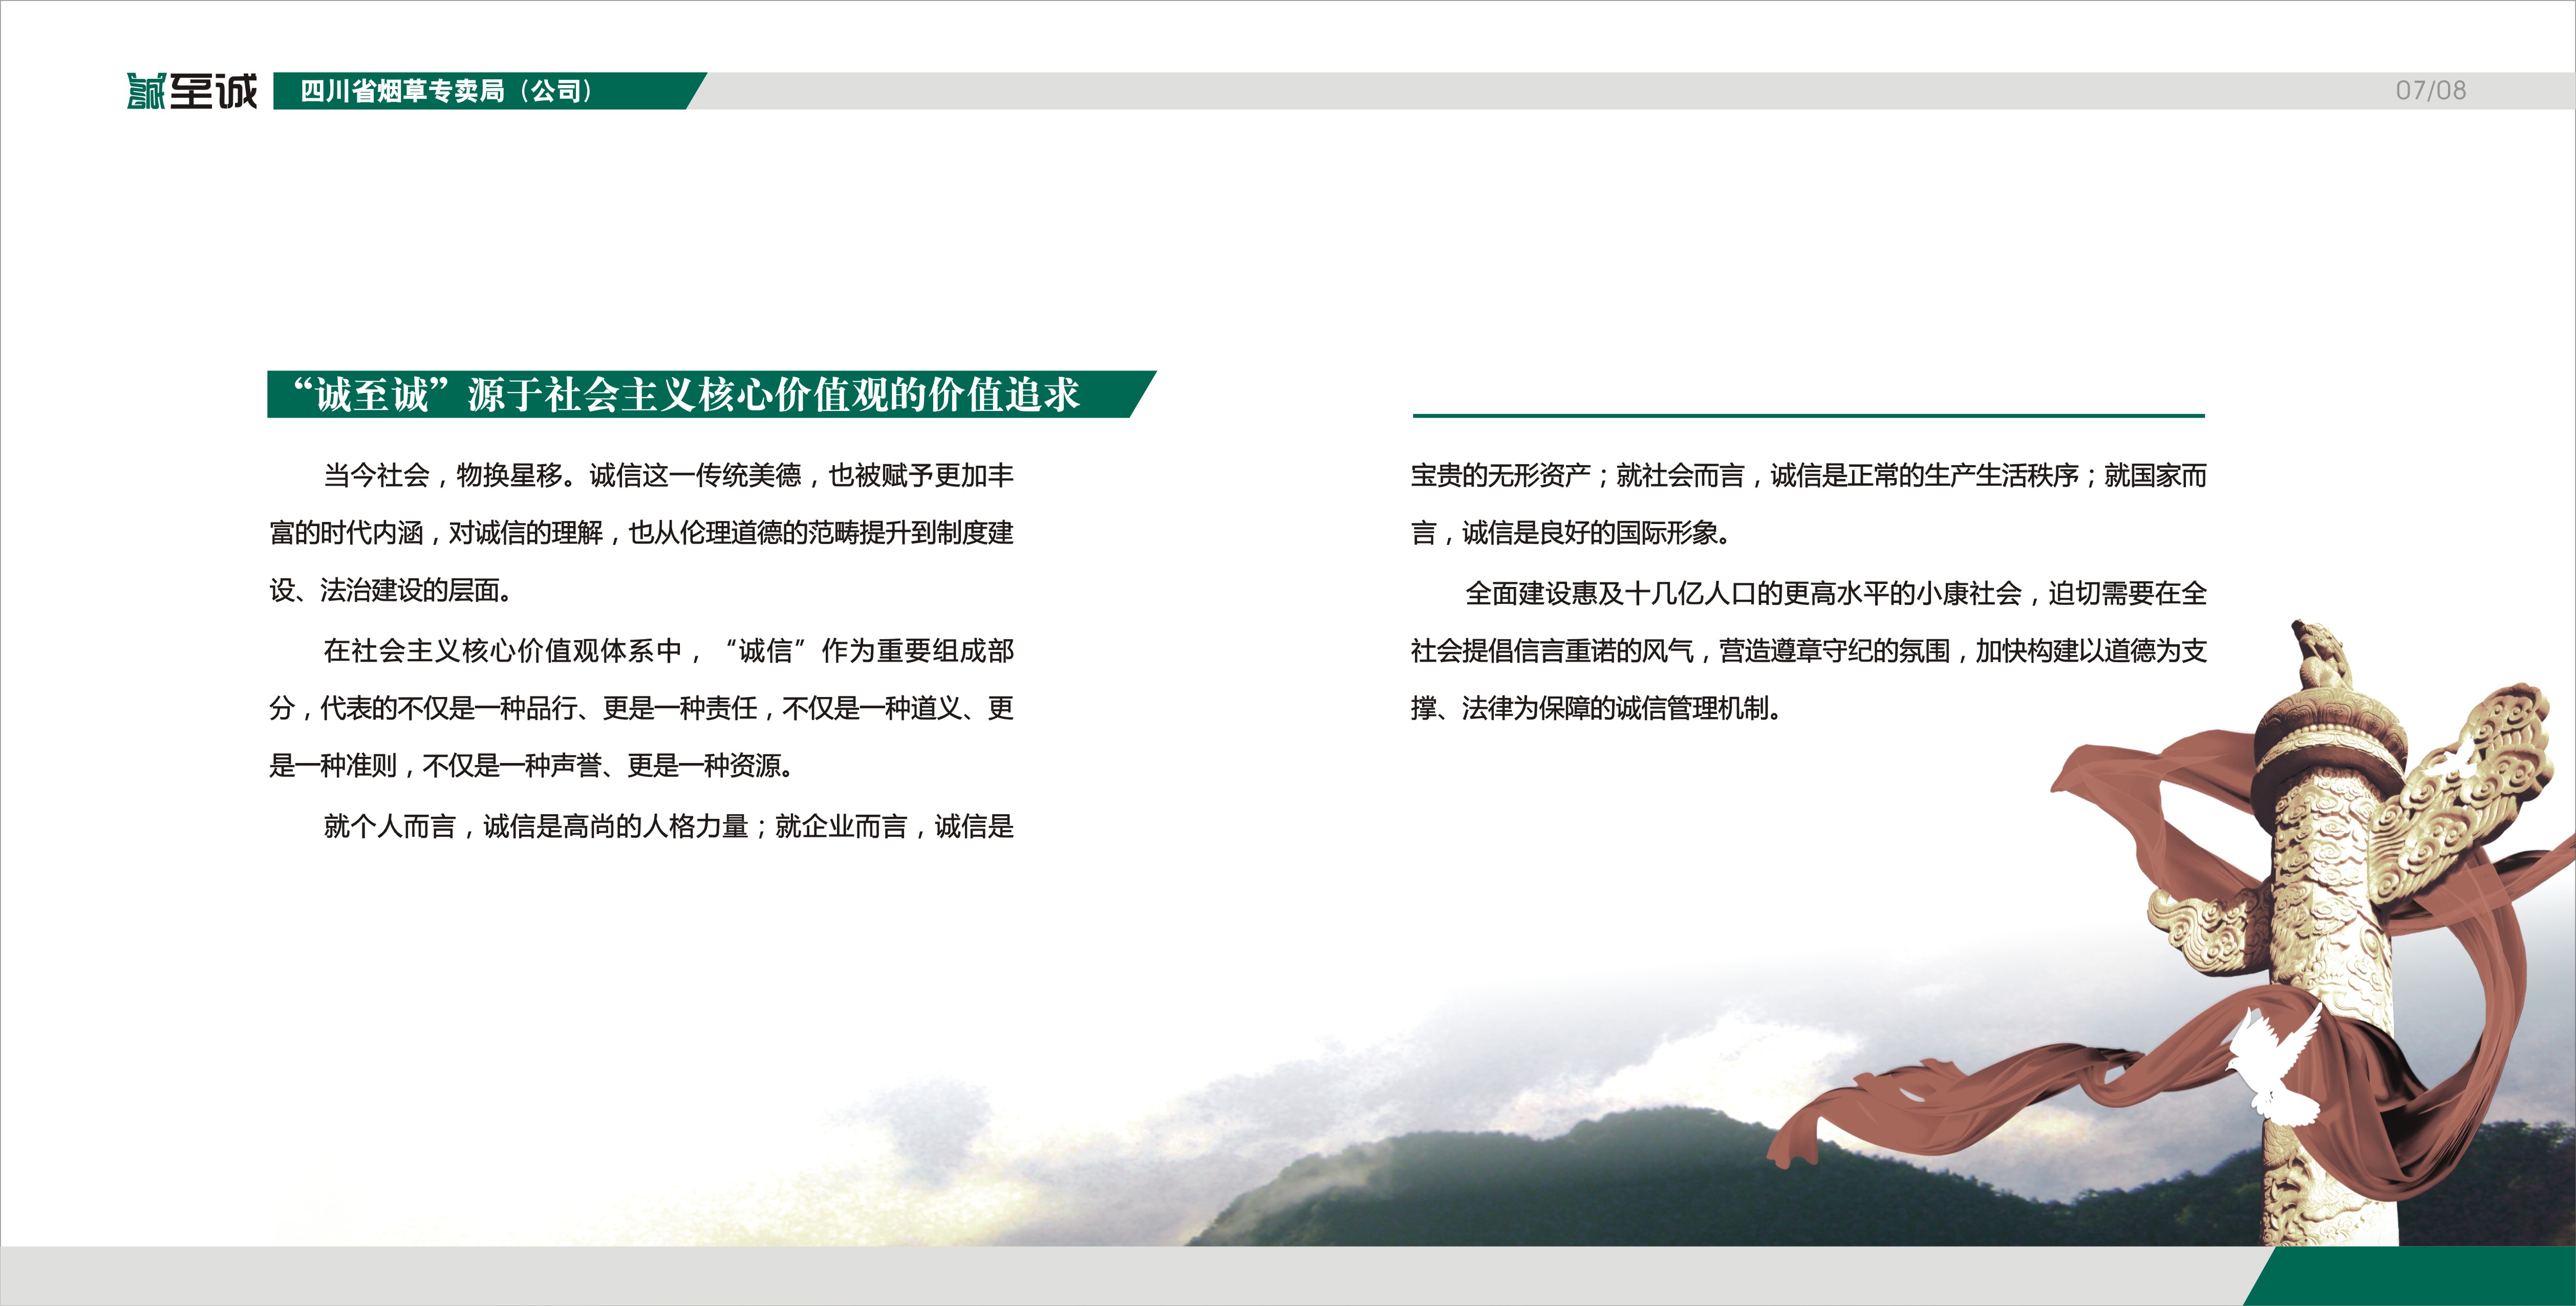 誠至诚
四川省烟草专卖局（公司）
07/08
“诚至诚”源于社会主义核心价值观的价值追求
当今社会，物换星移。诚信这一传统美德，也被赋予更加丰
富的时代内涵，对诚信的理解，也从伦理道德的范畴提升到制度建
设、法治建设的层面。
在社会主义核心价值观体系中，“诚信”作为重要组成部
分，代表的不仅是一种品行、更是一种责任，不仅是一种道义、更
是一种准则，不仅是一种声誉、更是一种资源。
就个人而言，诚信是高尚的人格力量；就企业而言，诚信是
宝贵的无形资产；就社会而言，诚信是正常的生产生活秩序；就国家而
言，诚信是良好的国际形象。
全面建设惠及十几亿人口的更高水平的小康社会，迫切需要在全
社会提倡信言重诺的风气，营造遵章守纪的氛围，加快构建以道德为支
撑、法律为保障的诚信管理机制。